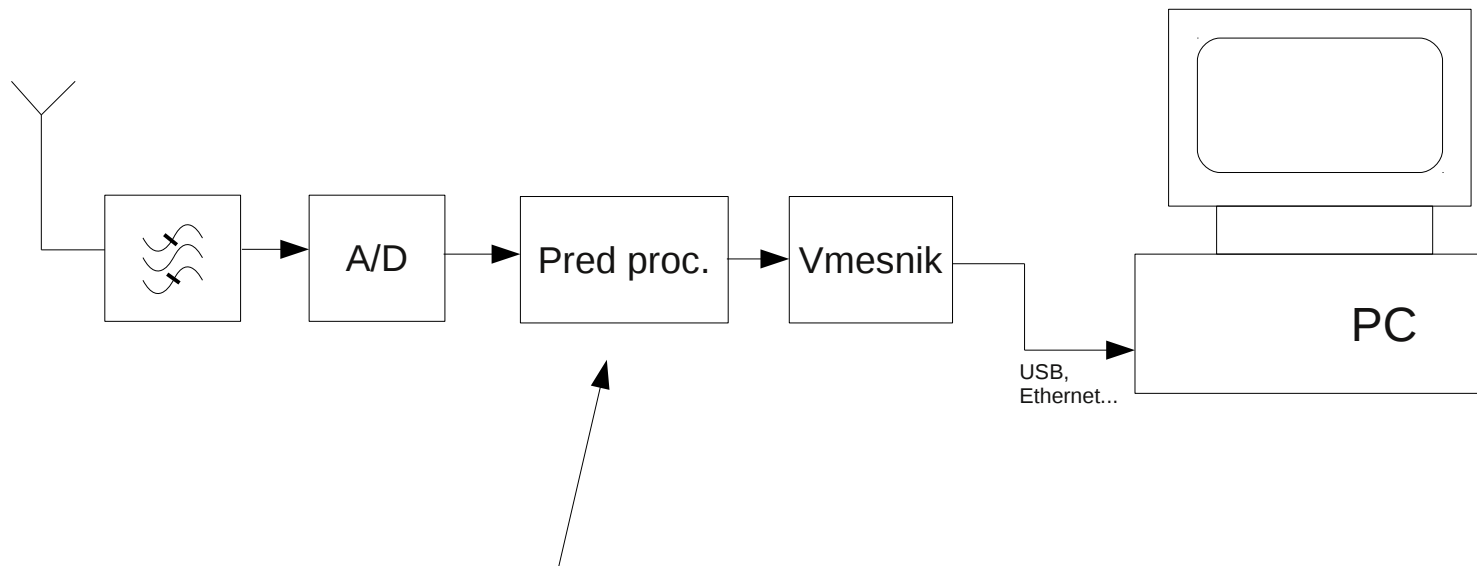 A/D
Pred proc.
Vmesnik
USB,
Ethernet...
PC